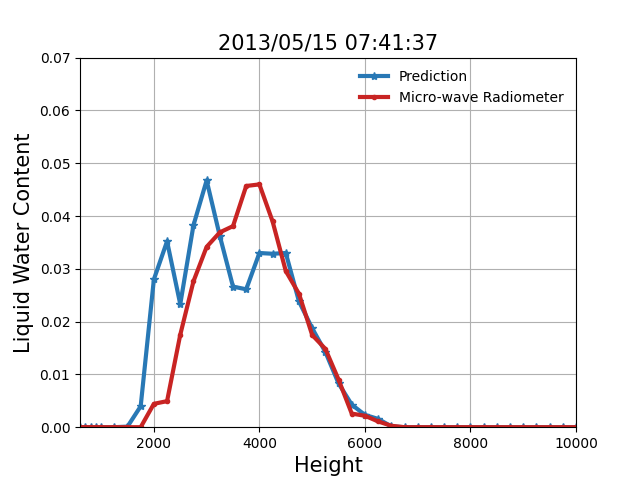 2013/05/15 07:41:37
Prediction
Micro-wave Radiometer
Liquid Water Content
0.07
0.06
0.05
0.04
0.03
0.02
0.01
0.00
2000 4000 6000 8000 10000
Height